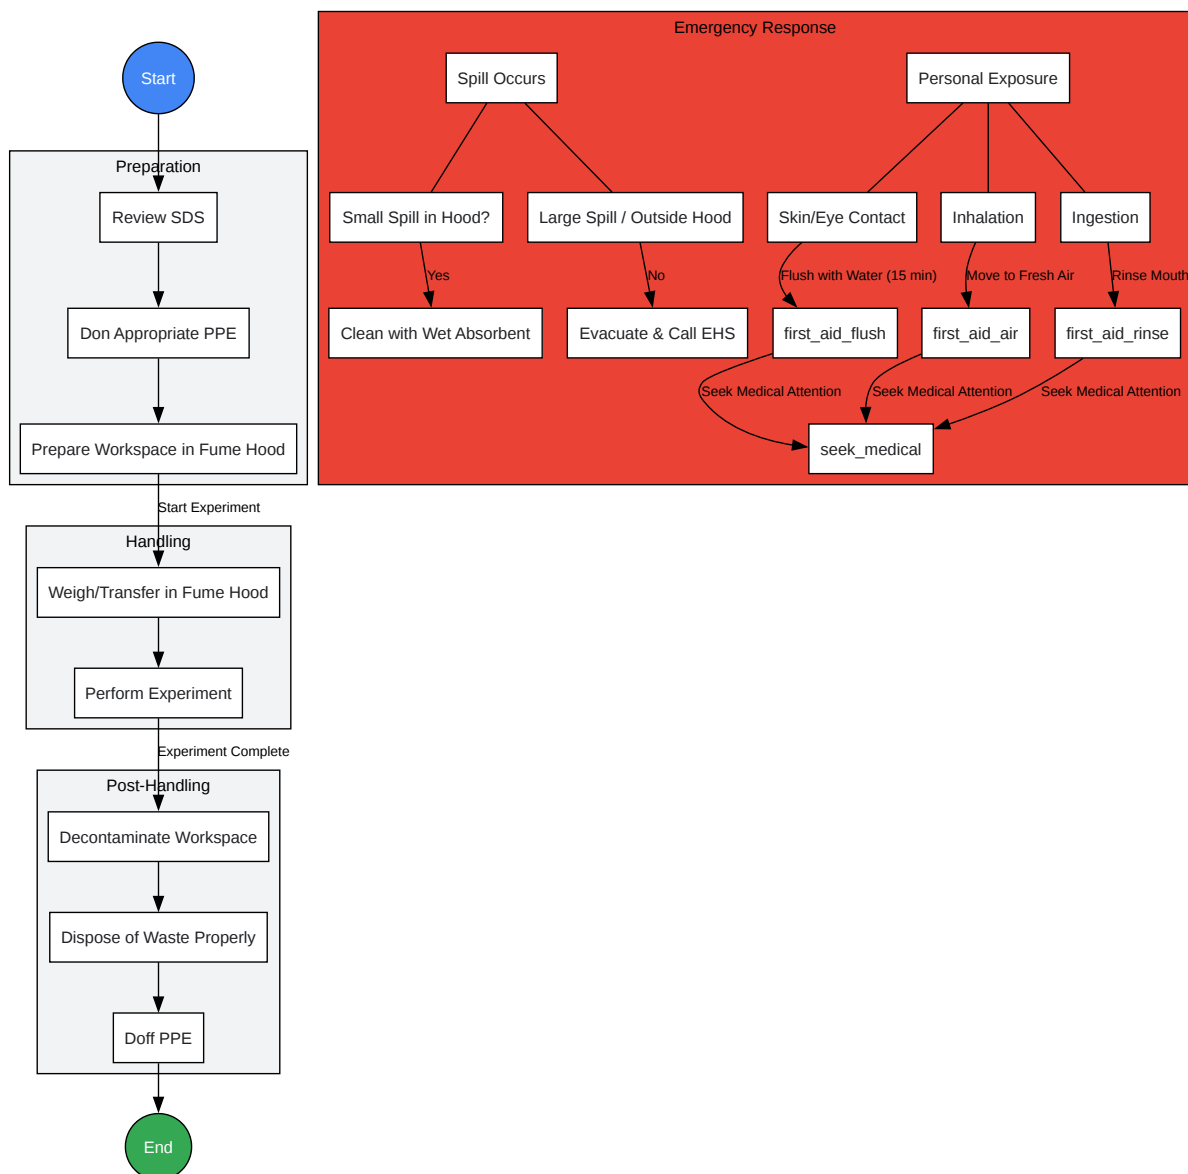 Start
Preparation
Review SDS
Don Appropriate PPE
Prepare Workspace in Fume Hood
Start Experiment
Handling
Weigh/Transfer in Fume Hood
Perform Experiment
Experiment Complete
Post-Handling
Decontaminate Workspace
Dispose of Waste Properly
Doff PPE
End
Emergency Response
Spill Occurs
Personal Exposure
Small Spill in Hood?
Large Spill / Outside Hood
Skin/Eye Contact
Inhalation
Ingestion
Yes
No
Flush with Water (15 min)
Move to Fresh Air
Rinse Mouth
Clean with Wet Absorbent
Evacuate & Call EHS
first_aid_flush
first_aid_air
first_aid_rinse
Seek Medical Attention
Seek Medical Attention
Seek Medical Attention
seek_medical